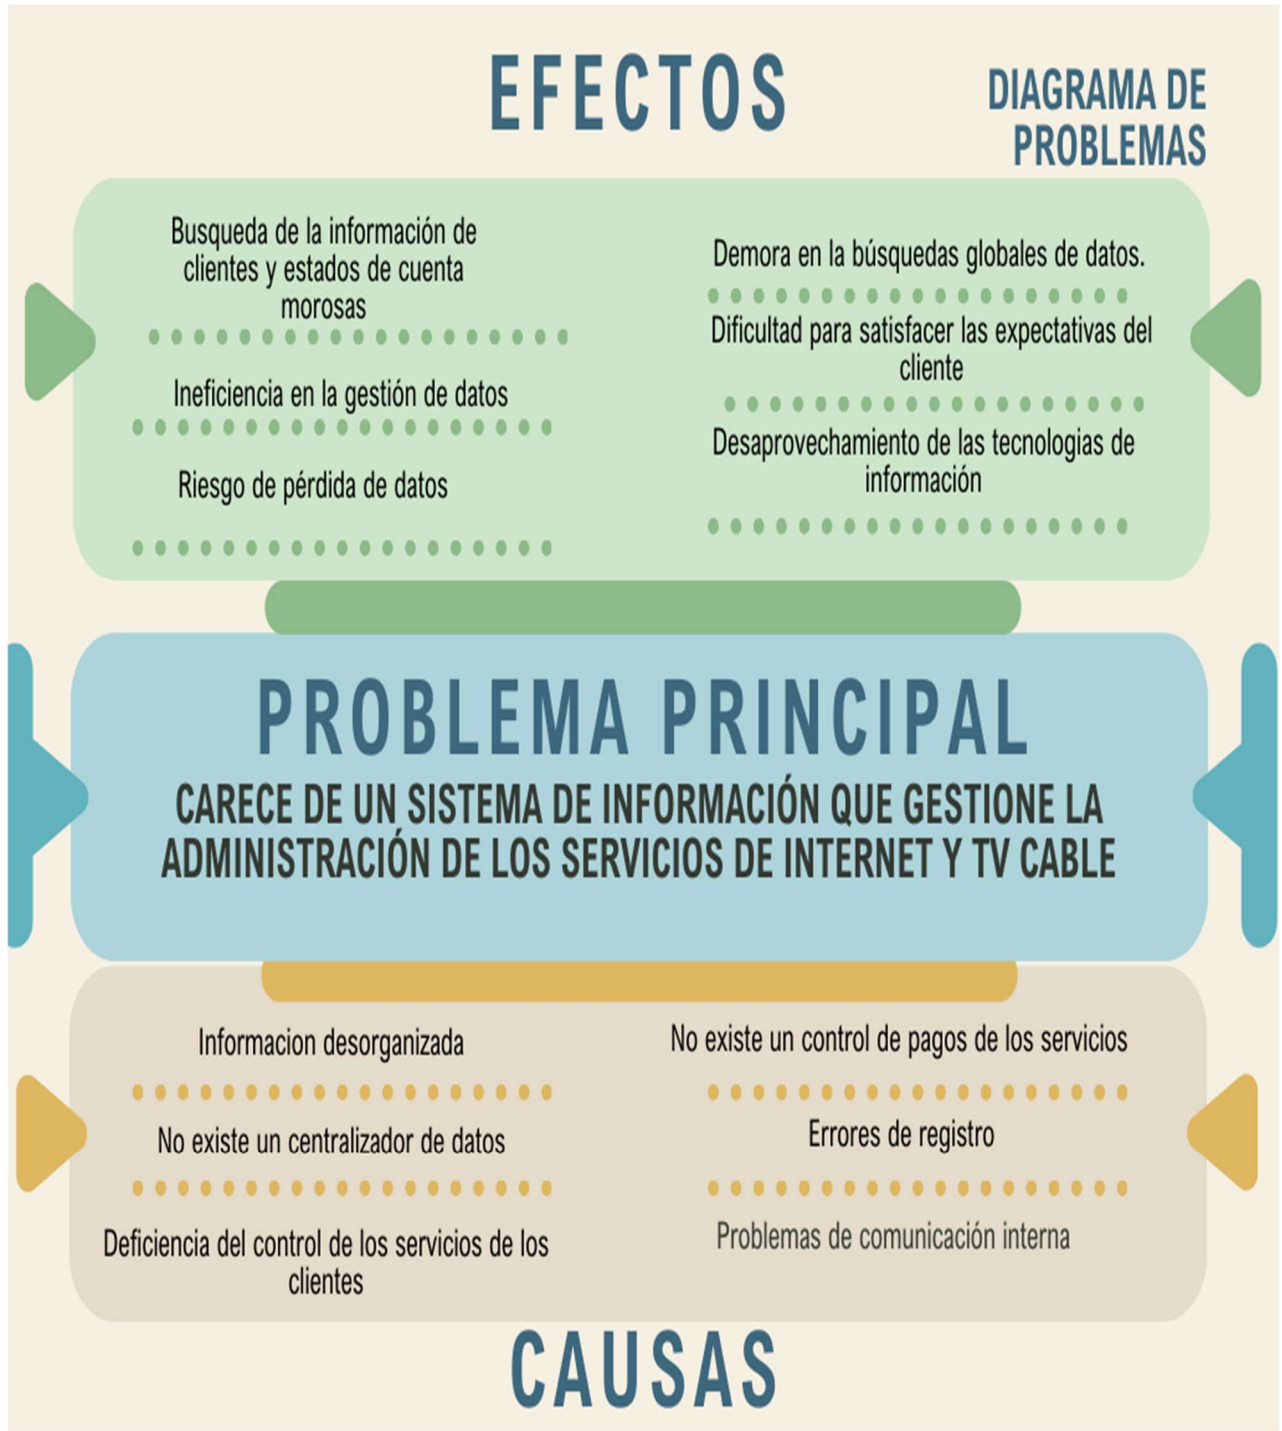 EFECTOS
DIAGRAMA DE
PROBLEMAS
Busqueda de la información de
clientes y estados de cuenta
morosas
Ineficiencia en la gestión de datos
Riesgo de pérdida de datos
Demora en la búsquedas globales de datos.
Dificultad para satisfacer las expectativas del
cliente
Desaprovechamiento de las tecnologias de
información
PROBLEMA PRINCIPAL
CARECE DE UN SISTEMA DE INFORMACIÓN QUE GESTIONE LA
ADMINISTRACIÓN DE LOS SERVICIOS DE INTERNET Y TV CABLE
Informacion desorganizada
No existe un centralizador de datos
Deficiencia del control de los servicios de los
clientes
No existe un control de pagos de los servicios
Errores de registro
Problemas de comunicación interna
CAUSAS